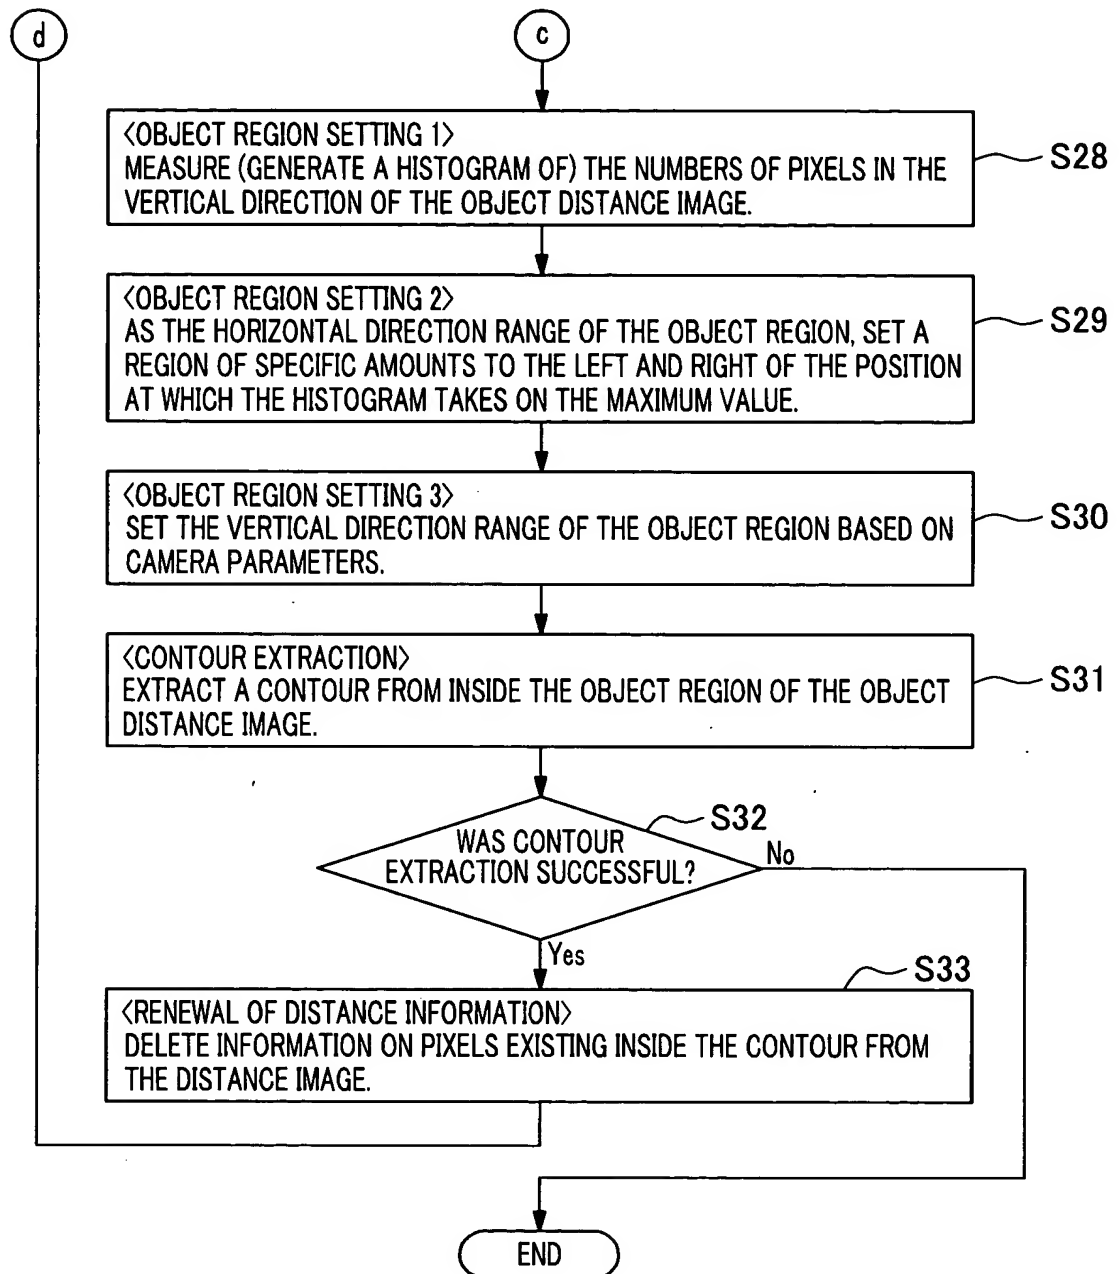 d
c
<OBJECT REGION SETTING 1>
MEASURE (GENERATE A HISTOGRAM OF) THE NUMBERS OF PIXELS IN THE
VERTICAL DIRECTION OF THE OBJECT DISTANCE IMAGE.
S28
<OBJECT REGION SETTING 2>
AS THE HORIZONTAL DIRECTION RANGE OF THE OBJECT REGION, SET A
REGION OF SPECIFIC AMOUNTS TO THE LEFT AND RIGHT OF THE POSITION
AT WHICH THE HISTOGRAM TAKES ON THE MAXIMUM VALUE.
S29
<OBJECT REGION SETTING 3>
SET THE VERTICAL DIRECTION RANGE OF THE OBJECT REGION BASED ON
CAMERA PARAMETERS.
S30
<CONTOUR EXTRACTION>
EXTRACT A CONTOUR FROM INSIDE THE OBJECT REGION OF THE OBJECT
DISTANCE IMAGE.
S31
WAS CONTOUR
EXTRACTION SUCCESSFUL?
S32
No
Yes
S33
<RENEWAL OF DISTANCE INFORMATION>
DELETE INFORMATION ON PIXELS EXISTING INSIDE THE CONTOUR FROM
THE DISTANCE IMAGE.
END